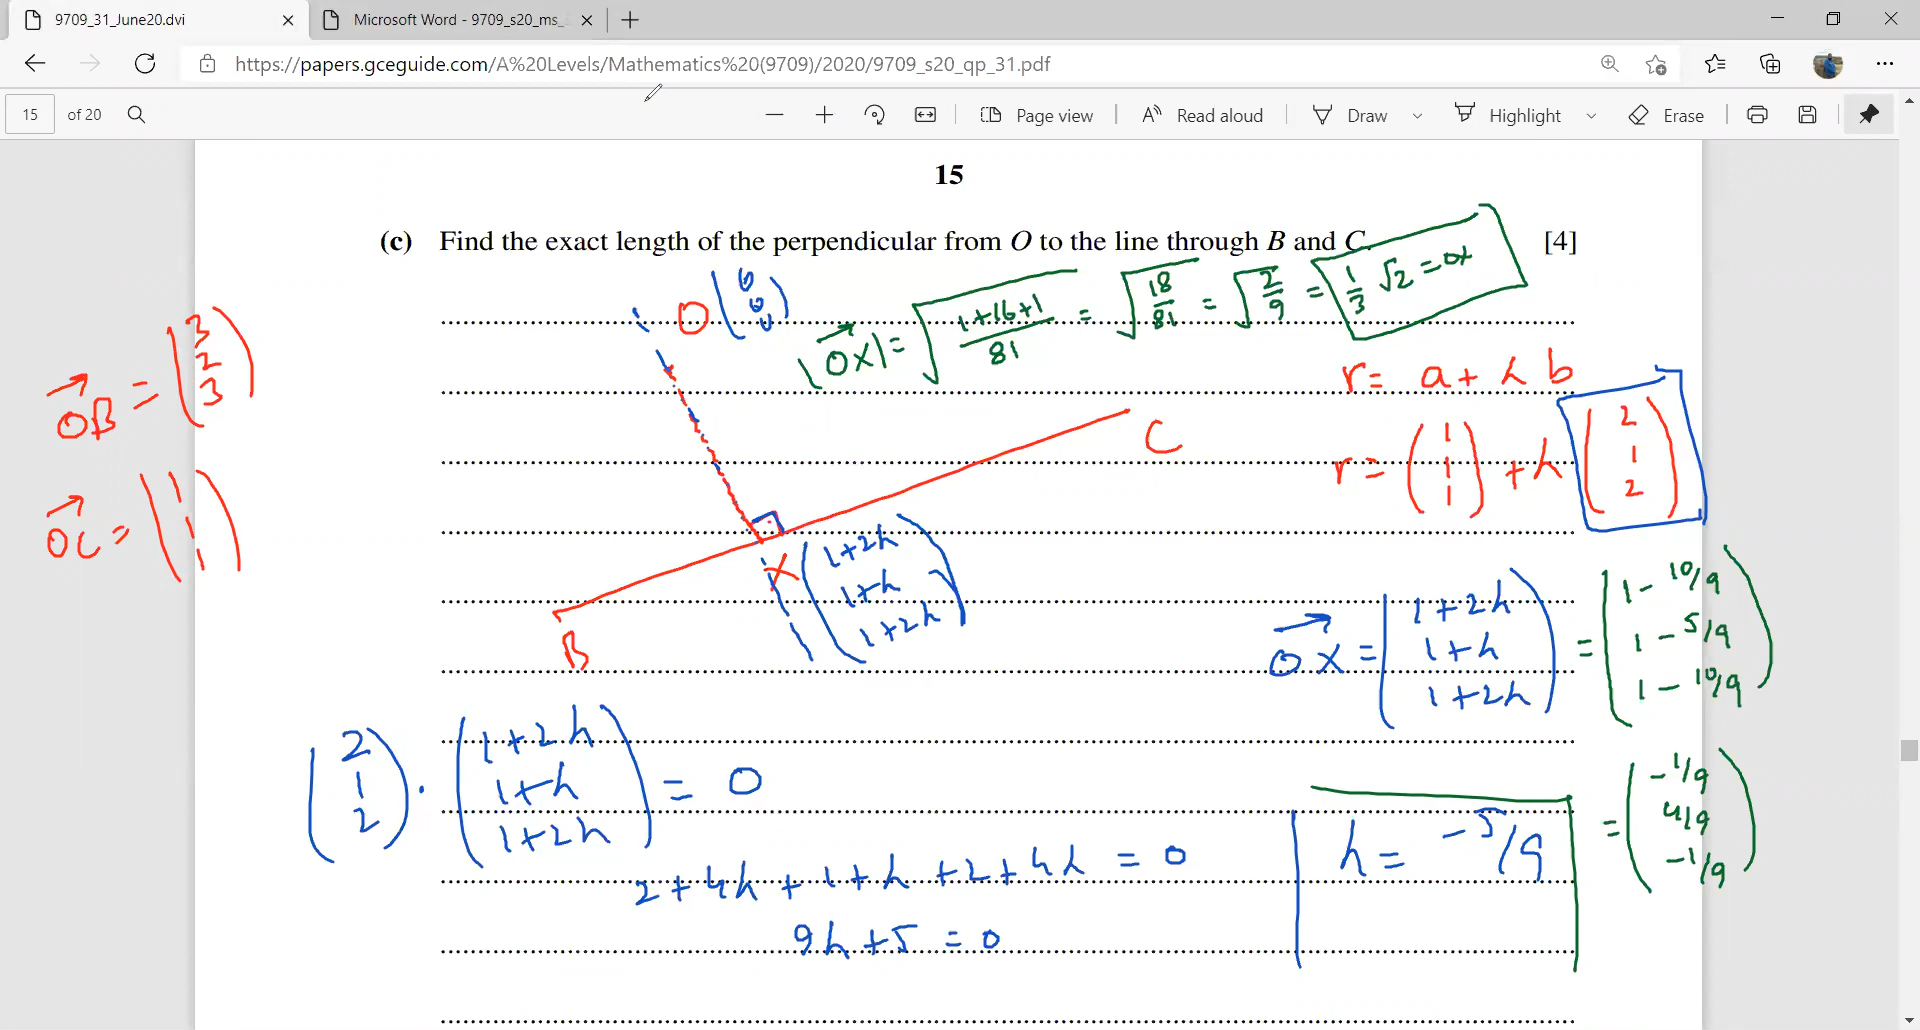 9709_31_June20.dvi
Microsoft Word - 9709_s20_ms_
https://papers.gceguide.com/A%20Levels/Mathematics%20(9709)/2020/9709_s20_qp_31.pdf
15 of 20
Page view
Read aloud
Draw
Highlight
Erase
15
(c) Find the exact length of the perpendicular from O to the line through B and C. [4]
O (0 0 0)
|OX| = √(1+16+1/81) = √(18/81) = √(2/9) = 1/3 √2 = OX
OB = (3 2 3)
r = a + λ b
C
r = (1 1 1) + λ (2 1 2)
OC = (1 1 1)
X (1+2λ 1+λ 1+2λ)
B
OX = (1+2λ 1+λ 1+2λ) = (1 - 10/9 1 - 5/9 1 - 10/9)
= (-1/9 4/9 -1/9)
(2 1 2) · (1+2λ 1+λ 1+2λ) = 0
2+4λ + 1+λ + 2+4λ = 0
λ = -5/9
9λ + 5 = 0